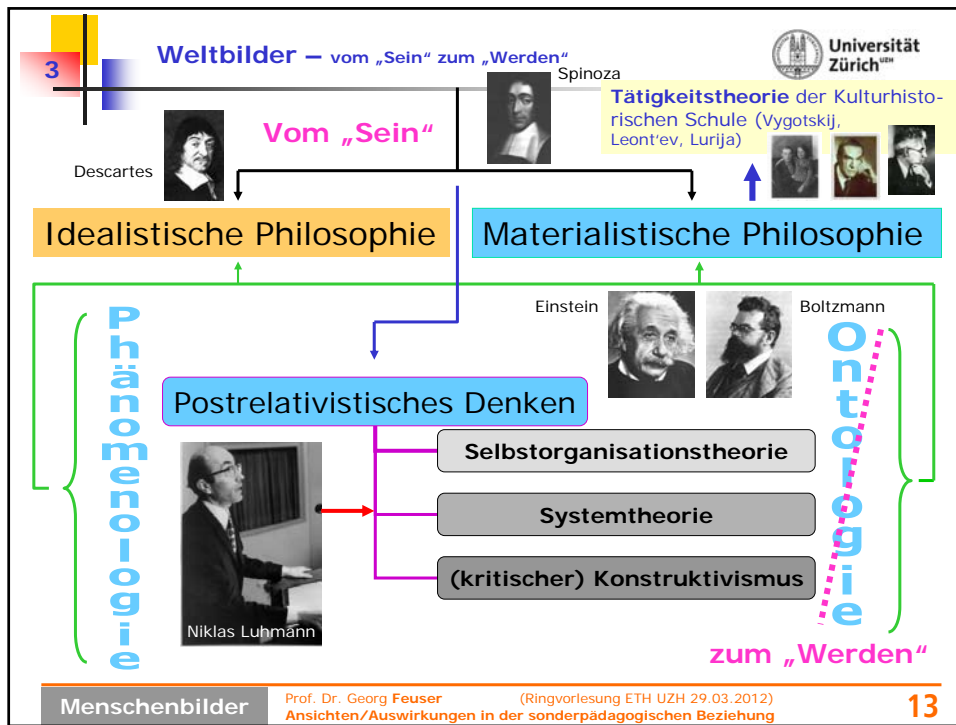 3
Weltbilder – vom „Sein“ zum „Werden“
Universität
Zürich UZH
Spinoza
Tätigkeitstheorie der Kulturhisto-
rischen Schule (Vygotskij,
Leont'ev, Lurija)
Vom „Sein“
Descartes
Idealistische Philosophie
Materialistische Philosophie
Einstein
Boltzmann
Phänomenologie
Ontologie
Postrelativistisches Denken
Selbstorganisationstheorie
Systemtheorie
(kritischer) Konstruktivismus
Niklas Luhmann
zum „Werden“
Menschenbilder
Prof. Dr. Georg Feuser (Ringvorlesung ETH UZH 29.03.2012)
Ansichten/Auswirkungen in der sonderpädagogischen Beziehung
13